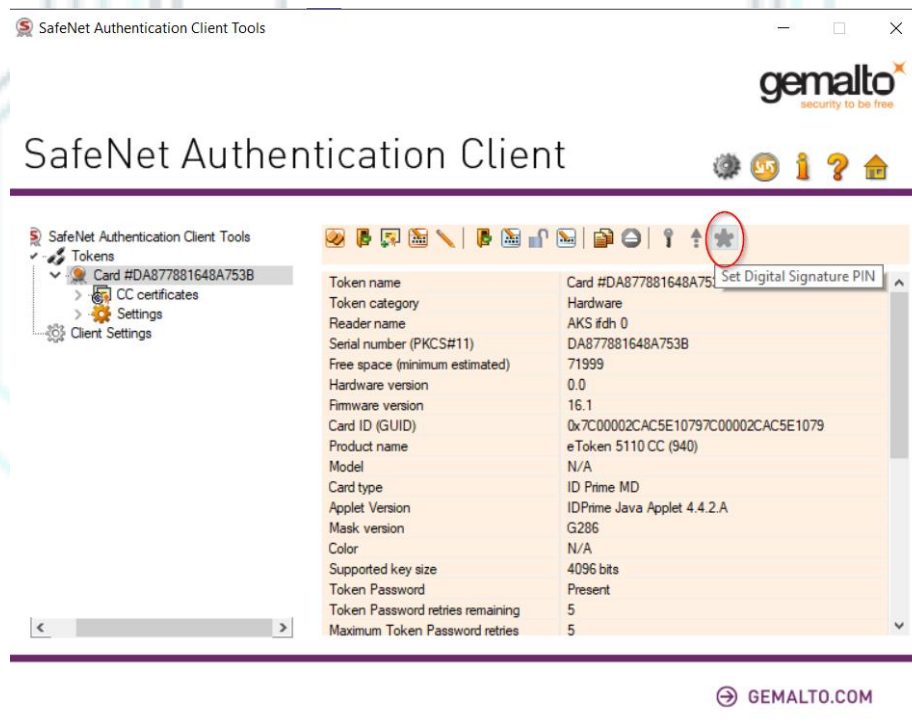 SafeNet Authentication Client Tools
gemalto
security to be free
SafeNet Authentication Client
SafeNet Authentication Client Tools
Tokens
Card #DA877881648A753B
CC certificates
Settings
Client Settings
Set Digital Signature PIN
Token name Card #DA877881648A75
Token category Hardware
Reader name AKS ifdh 0
Serial number (PKCS#11) DA877881648A753B
Free space (minimum estimated) 71999
Hardware version 0.0
Firmware version 16.1
Card ID (GUID) 0x7C00002CAC5E10797C00002CAC5E1079
Product name eToken 5110 CC (940)
Model N/A
Card type ID Prime MD
Applet Version IDPrime Java Applet 4.4.2.A
Mask version G286
Color N/A
Supported key size 4096 bits
Token Password Present
Token Password retries remaining 5
Maximum Token Password retries 5
GEMALTO.COM